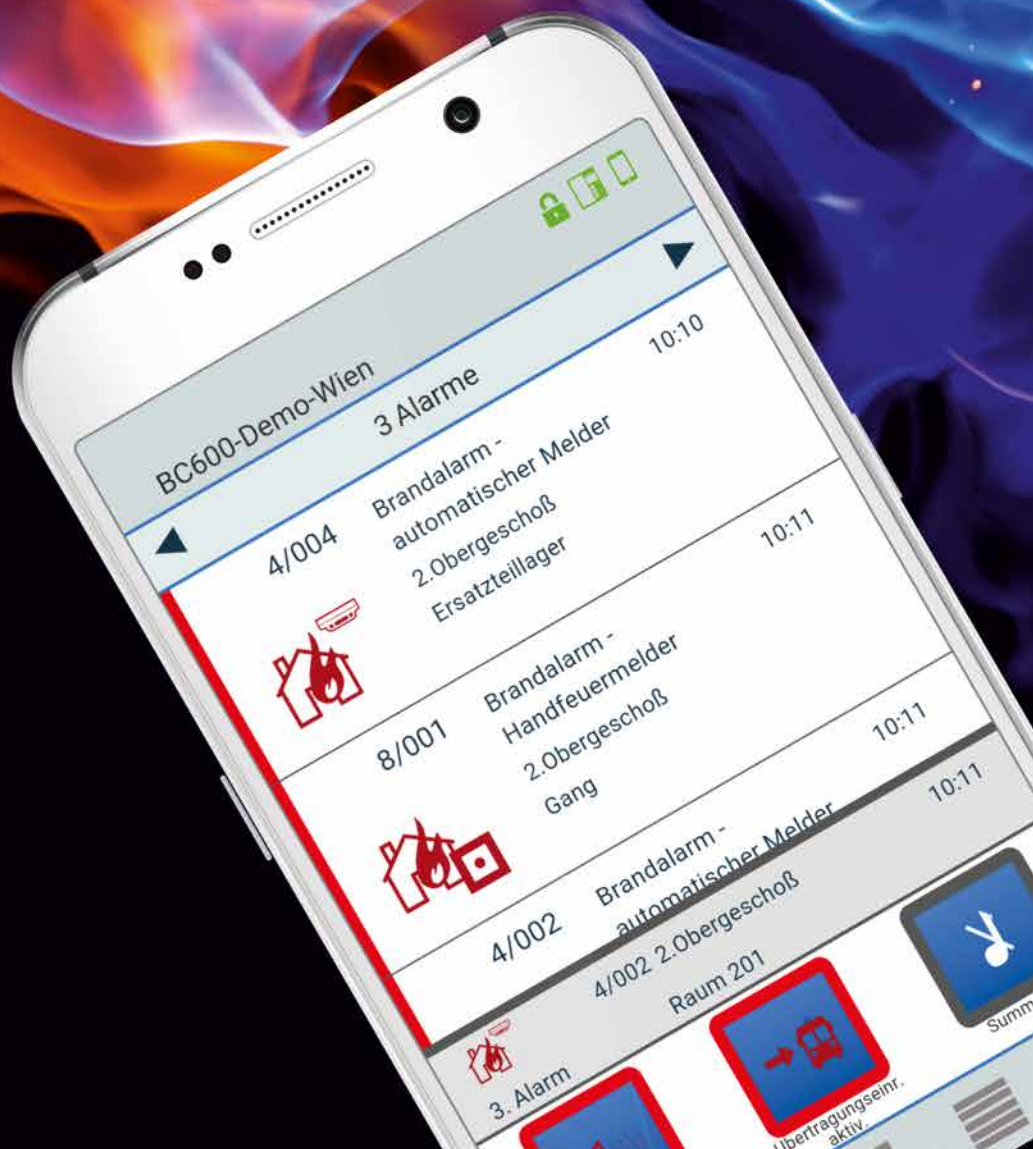 BC600-Demo-Wien
3 Alarme
4/004
Brandalarm -
automatischer Melder
2.Obergeschoß
Ersatzteillager
10:10
8/001
Brandalarm -
Handfeuermelder
2.Obergeschoß
Gang
10:11
4/002
Brandalarm -
automatischer Melder
10:11
4/002 2.Obergeschoß
Raum 201
10:11
3. Alarm
Übertragungseinr.
aktiv.